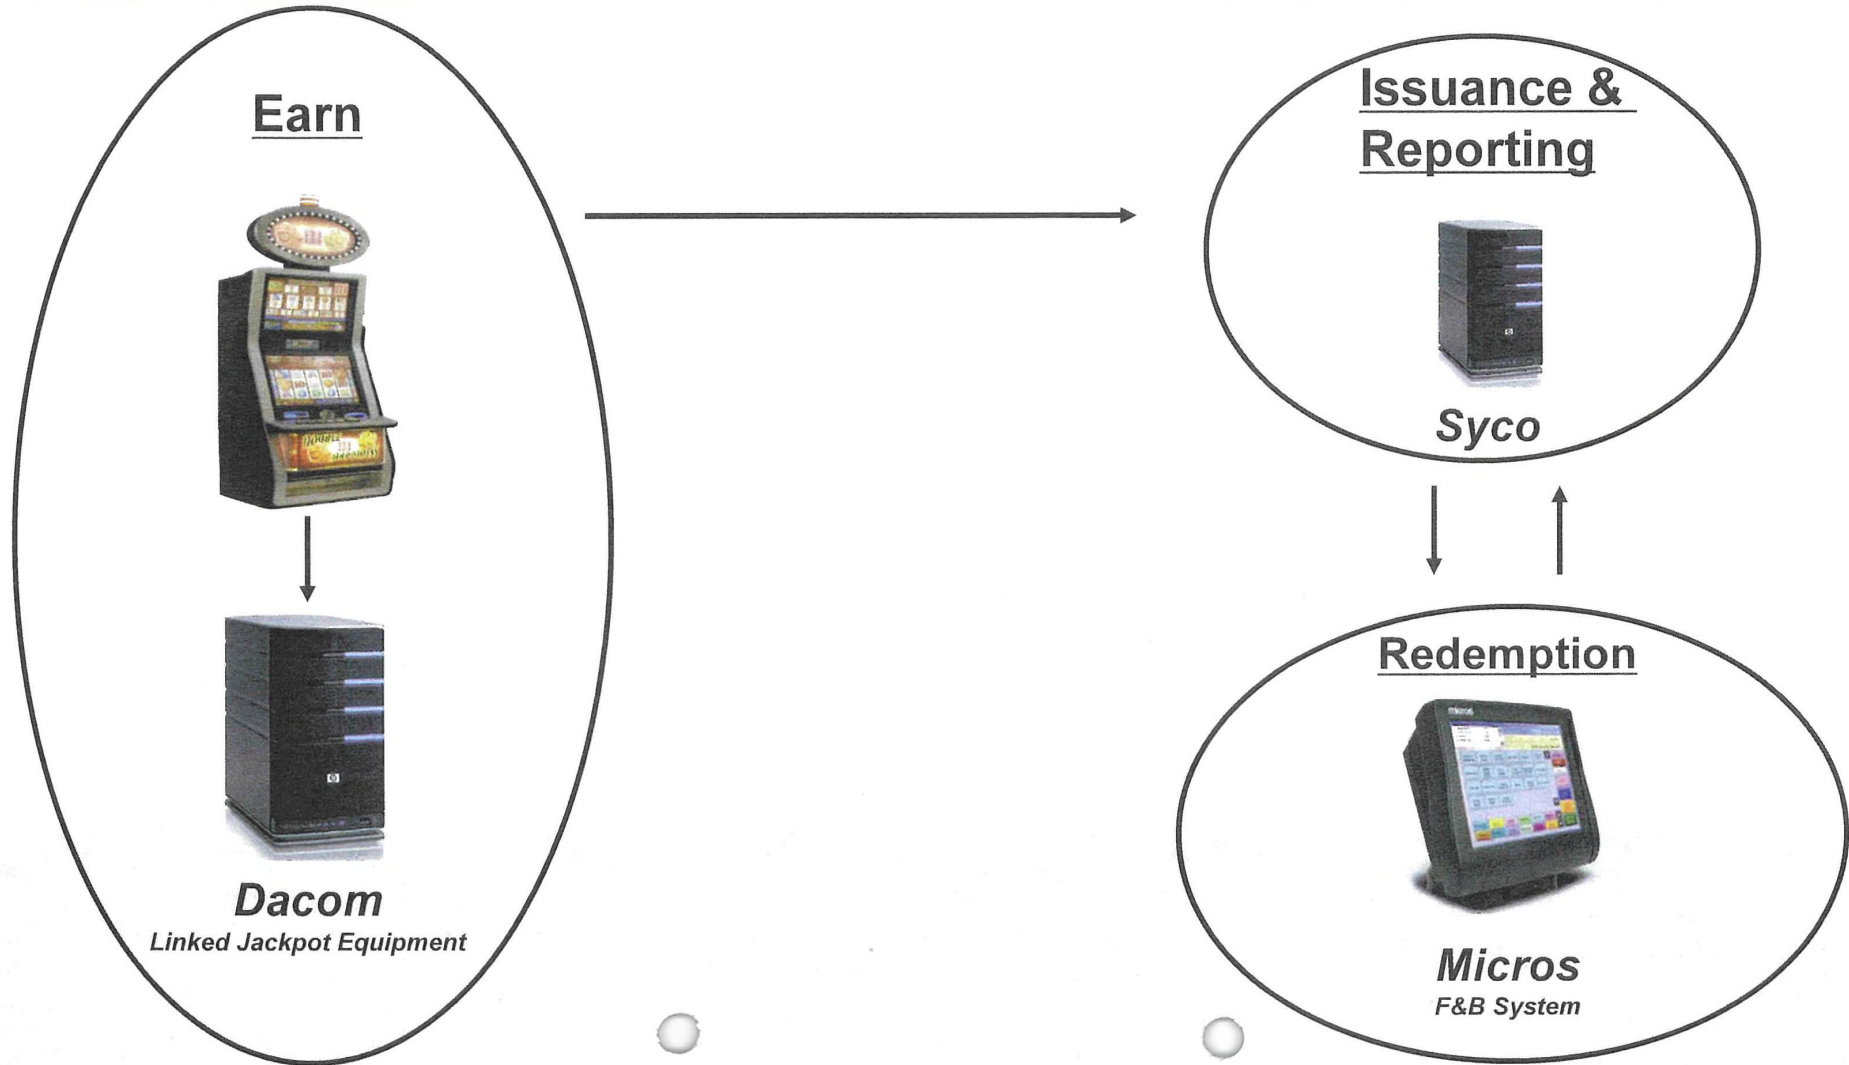 Earn
Issuance &
Reporting
Syco
Redemption
Dacom
Linked Jackpot Equipment
Micros
F&B System